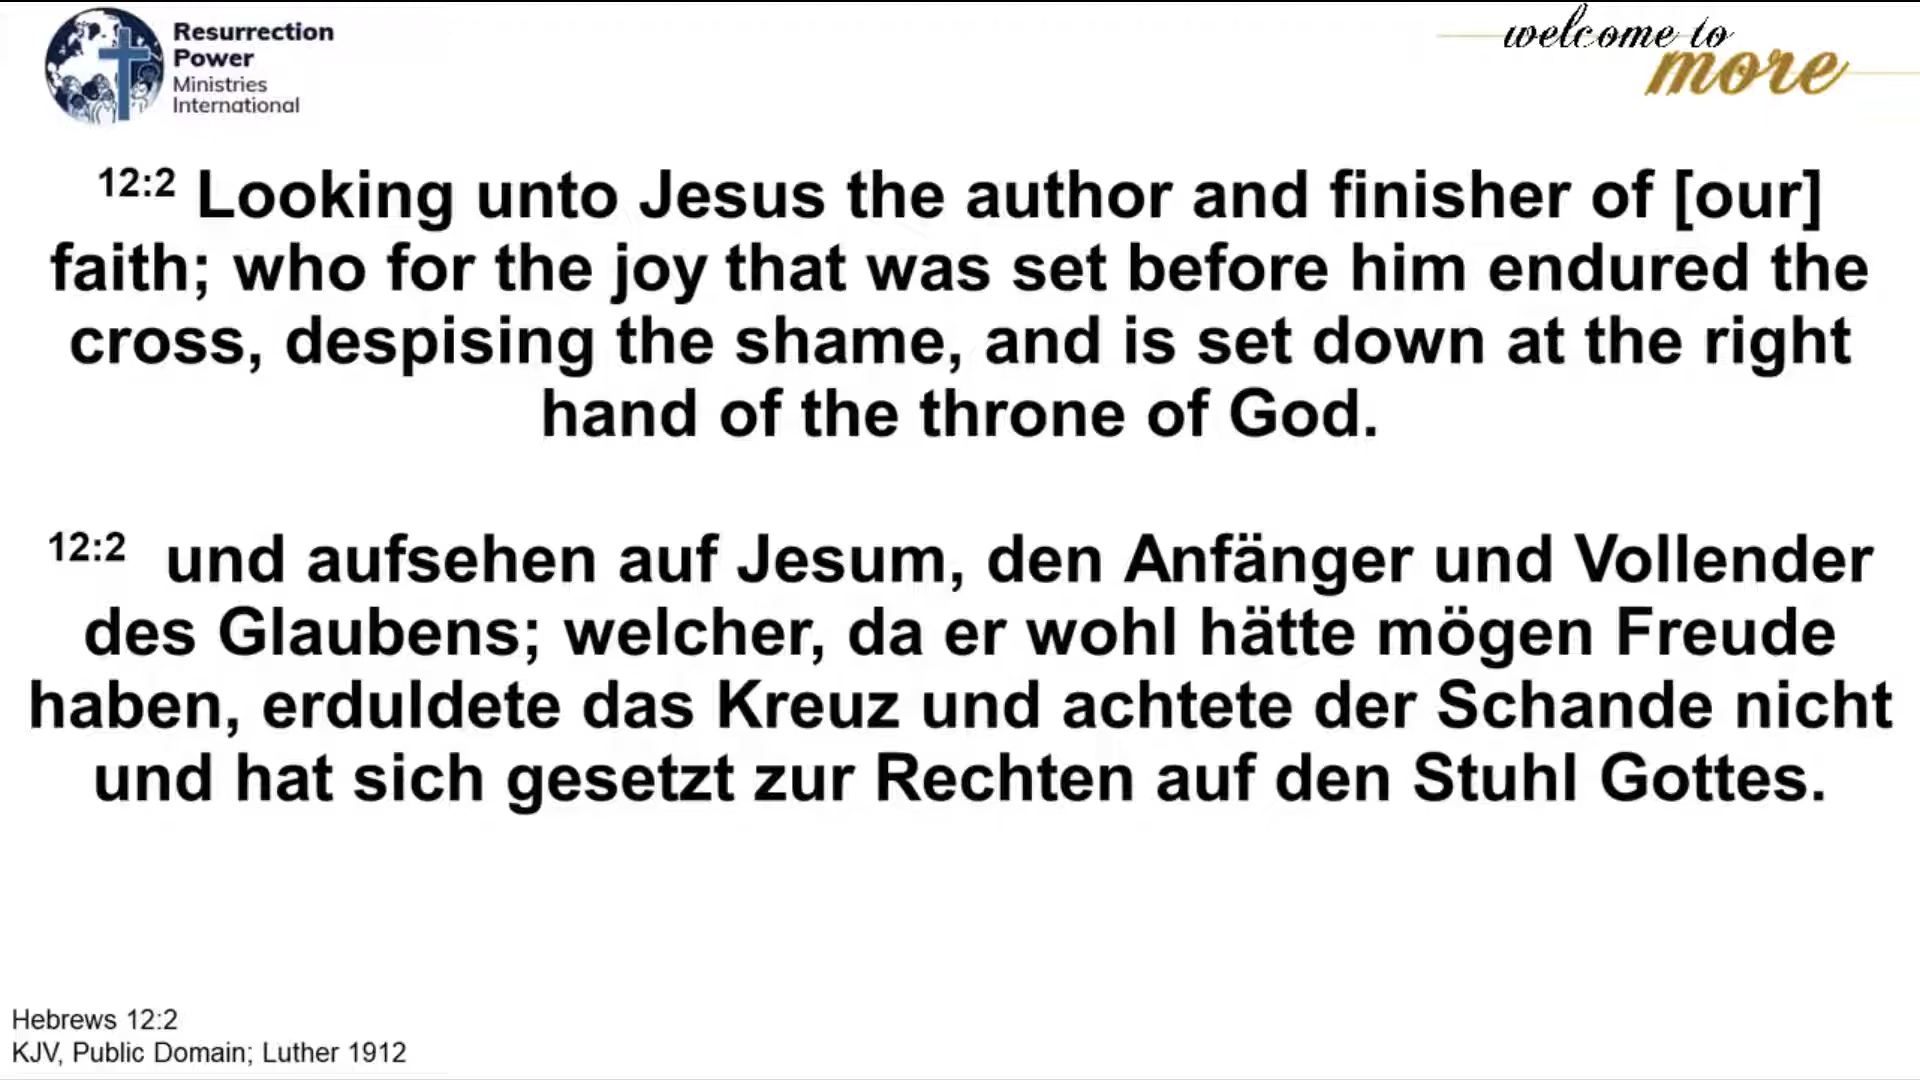 Resurrection
Power
Ministries
International
welcome to
more
12:2 Looking unto Jesus the author and finisher of [our]
faith; who for the joy that was set before him endured the
cross, despising the shame, and is set down at the right
hand of the throne of God.
12:2 und aufsehen auf Jesum, den Anfänger und Vollender
des Glaubens; welcher, da er wohl hätte mögen Freude
haben, erduldete das Kreuz und achtete der Schande nicht
und hat sich gesetzt zur Rechten auf den Stuhl Gottes.
Hebrews 12:2
KJV, Public Domain; Luther 1912